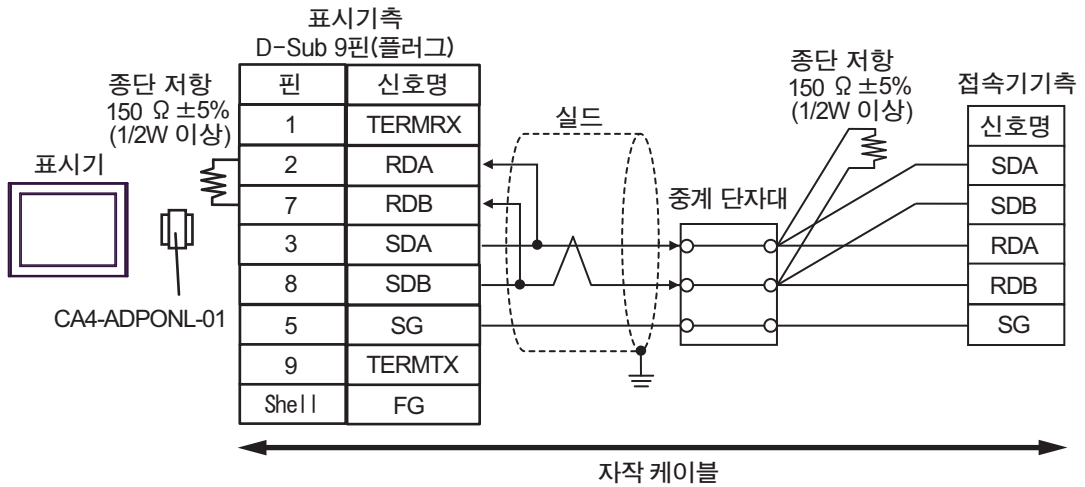 표시기측
D-Sub 9핀(플러그)
종단 저항
150 Ω ±5%
(1/2W 이상)
표시기
CA4-ADPONL-01
핀 신호명
1 TERMRX
2 RDA
7 RDB
3 SDA
8 SDB
5 SG
9 TERMTX
Shell FG
실드
중계 단자대
종단 저항
150 Ω ±5%
(1/2W 이상)
접속기기측
신호명
SDA
SDB
RDA
RDB
SG
자작 케이블